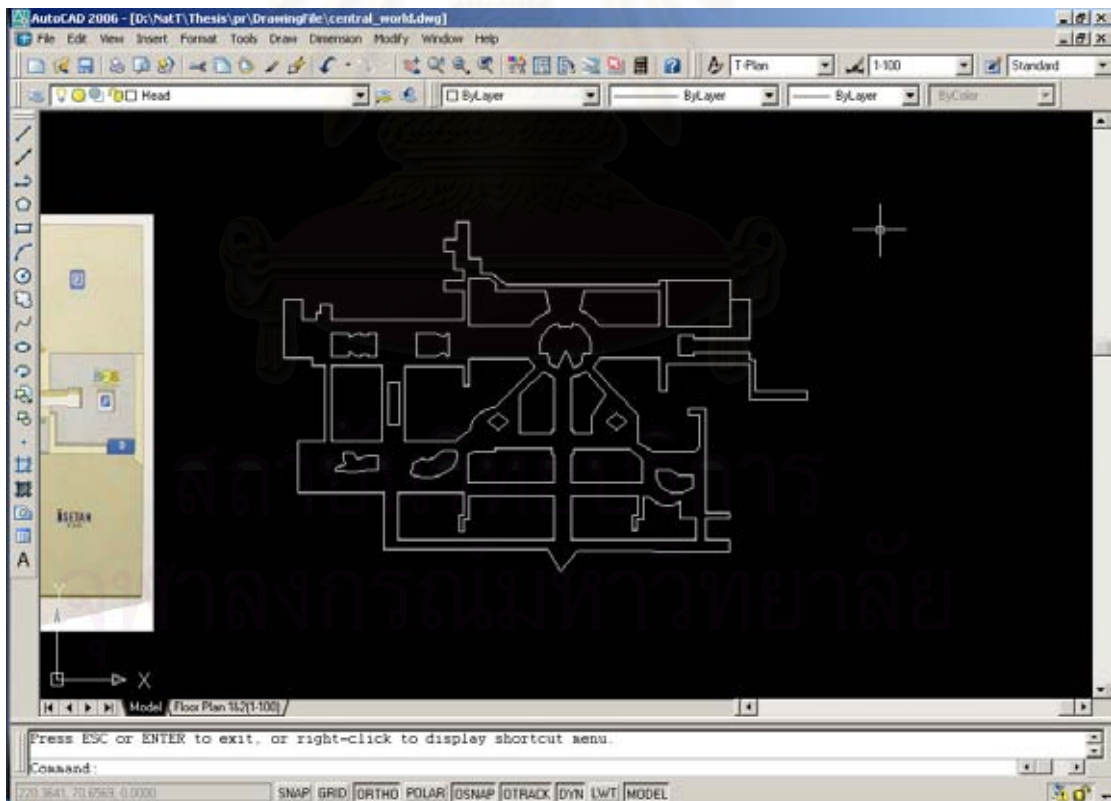 AutoCAD 2006 - [D:\NatT\Thesis\pr\DrawingFile\central_world.dwg]
File Edit View Insert Format Tools Draw Dimension Modify Window Help
T-Plan 1-100 Standard
Head ByLayer ByLayer ByLayer ByColor
ISETAN
สถาบันวิทยบริการ
จุฬาลงกรณ์มหาวิทยาลัย
Y
X
Model Floor Plan 1&2(1-100)
Press ESC or ENTER to exit, or right-click to display shortcut menu.
Command:
SNAP GRID ORTHO POLAR OSNAP OTRACK DYN LWT MODEL